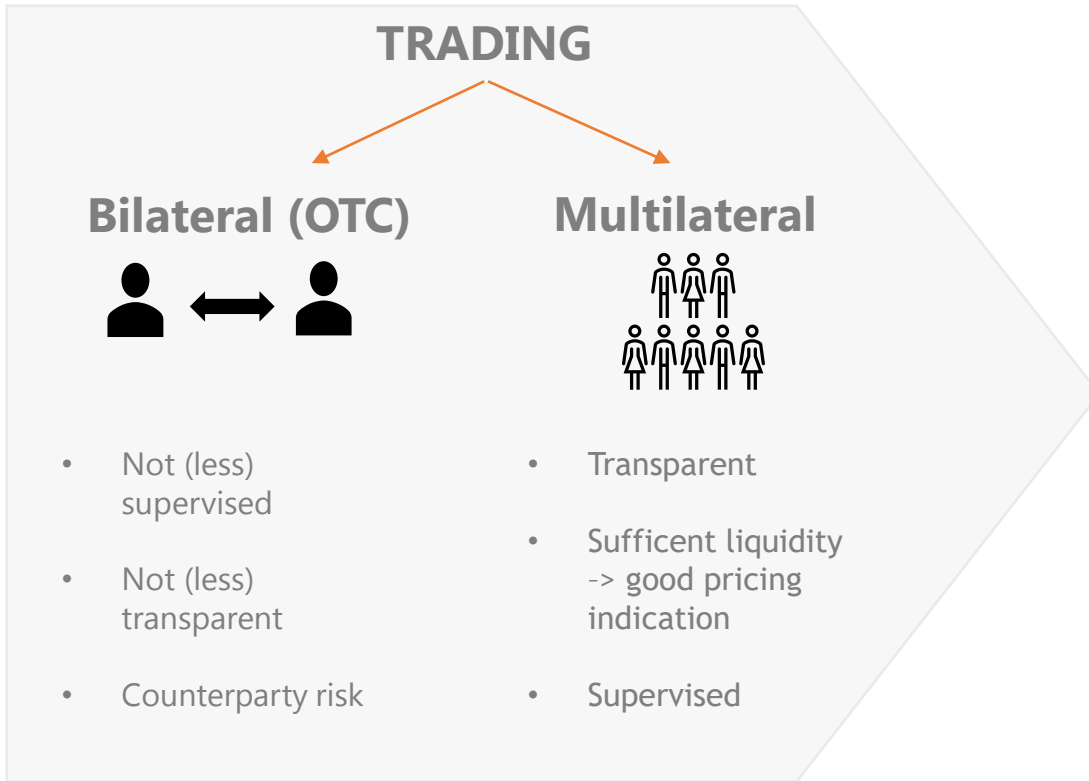 TRADING
Bilateral (OTC)
Multilateral
• Not (less)
supervised
• Not (less)
transparent
• Counterparty risk
• Transparent
• Sufficent liquidity
-> good pricing
indication
• Supervised